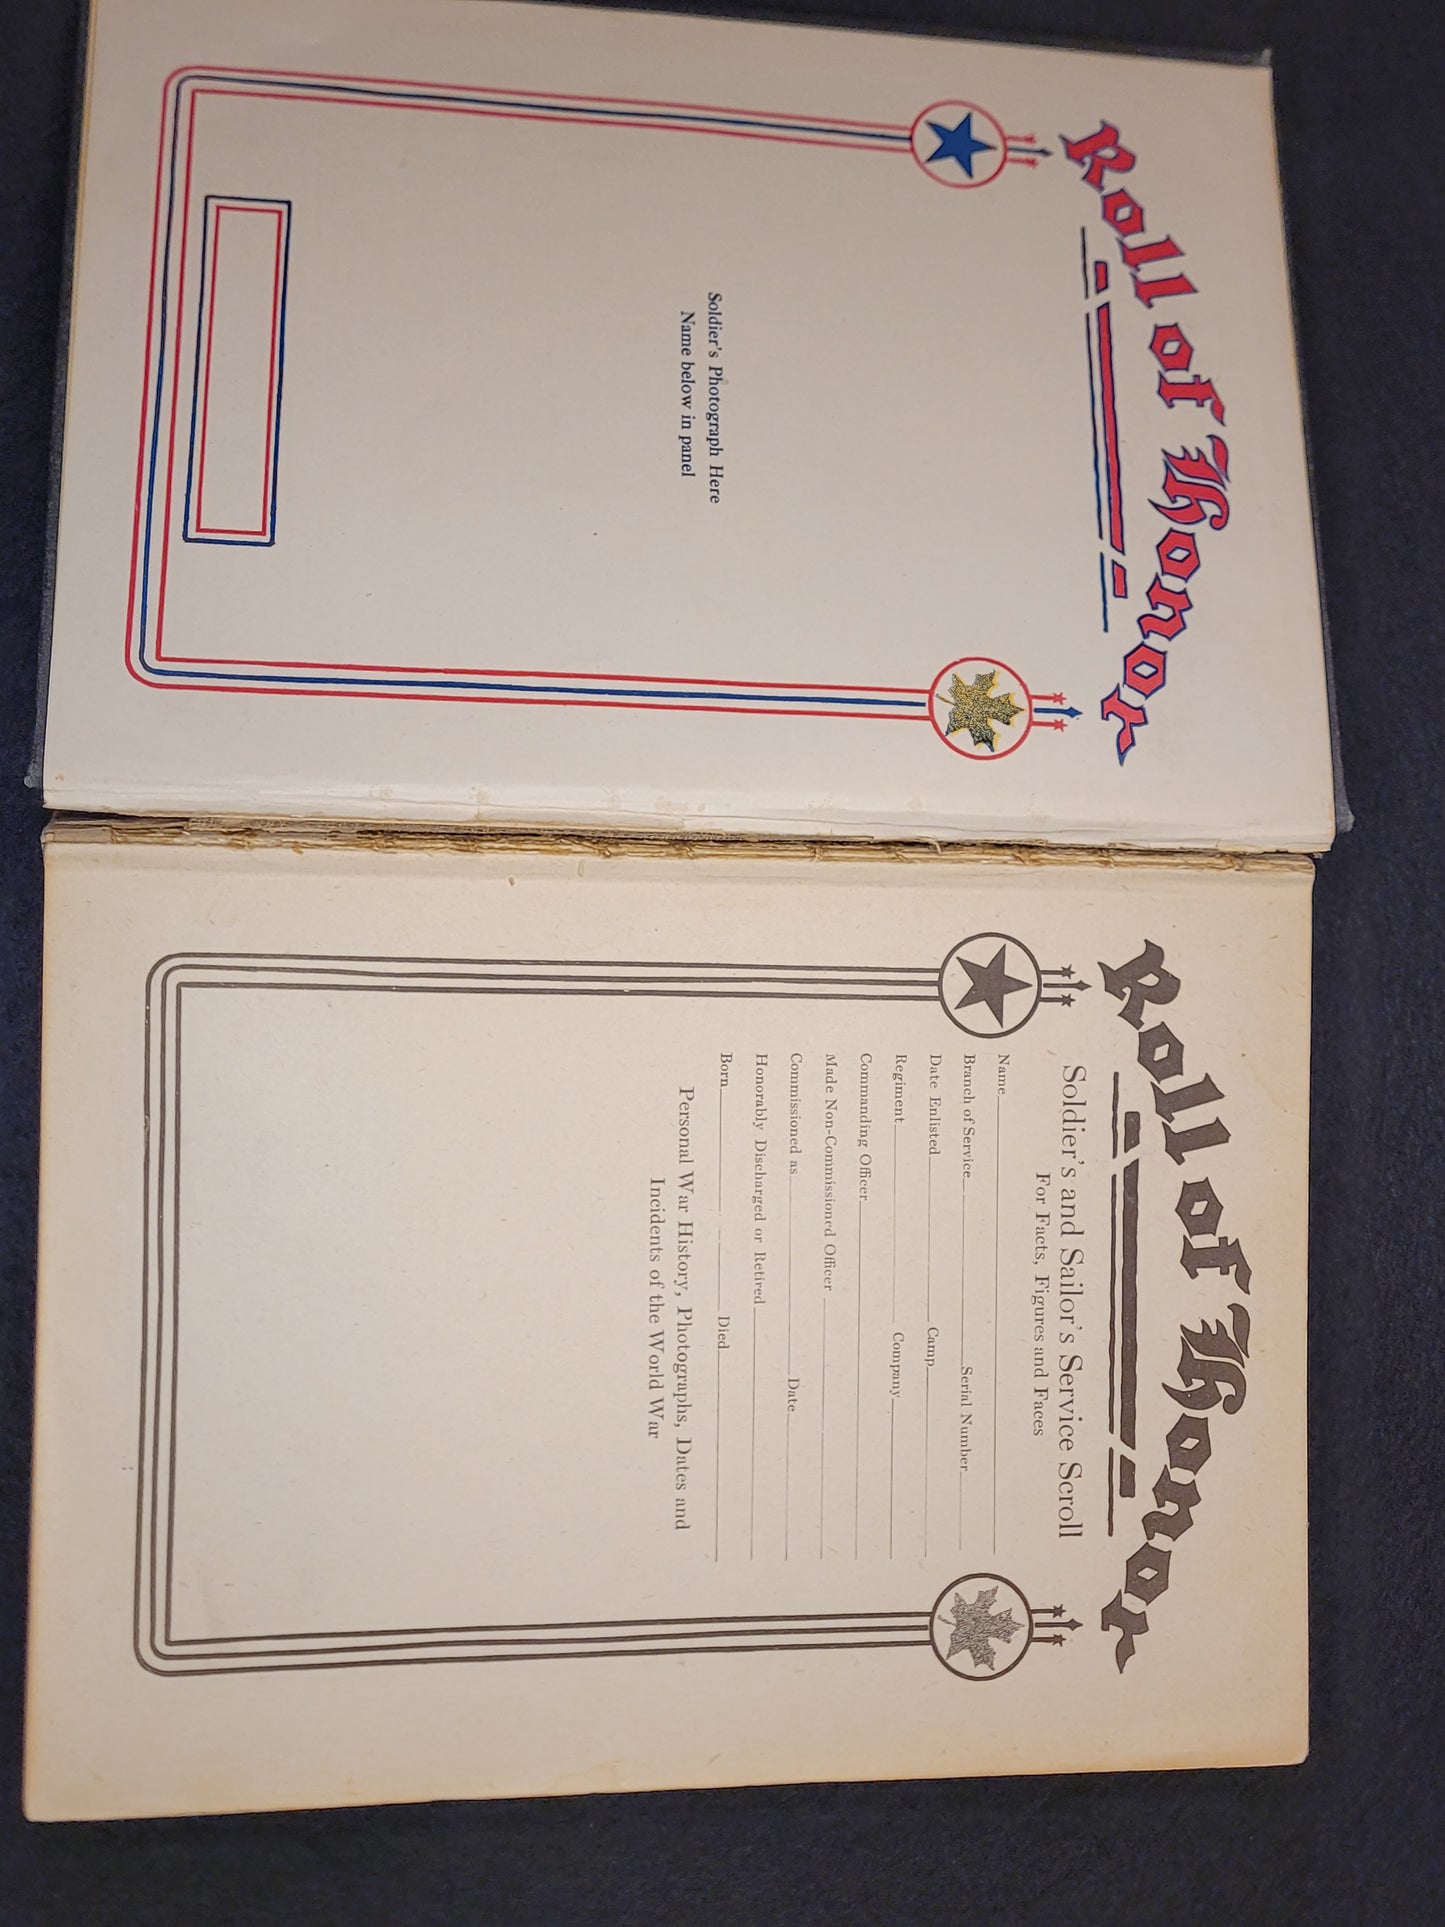 Roll of Honor
Soldier's Photograph Here
Name below in panel
Roll of Honor
Soldier's and Sailor's Service Scroll
For Facts, Figures and Faces
Name
Branch of Service Serial Number
Date Enlisted Camp
Regiment Company
Commanding Officer
Made Non-Commissioned Officer
Commissioned as Date
Honorably Discharged or Retired
Born Died
Personal War History, Photographs, Dates and
Incidents of the World War